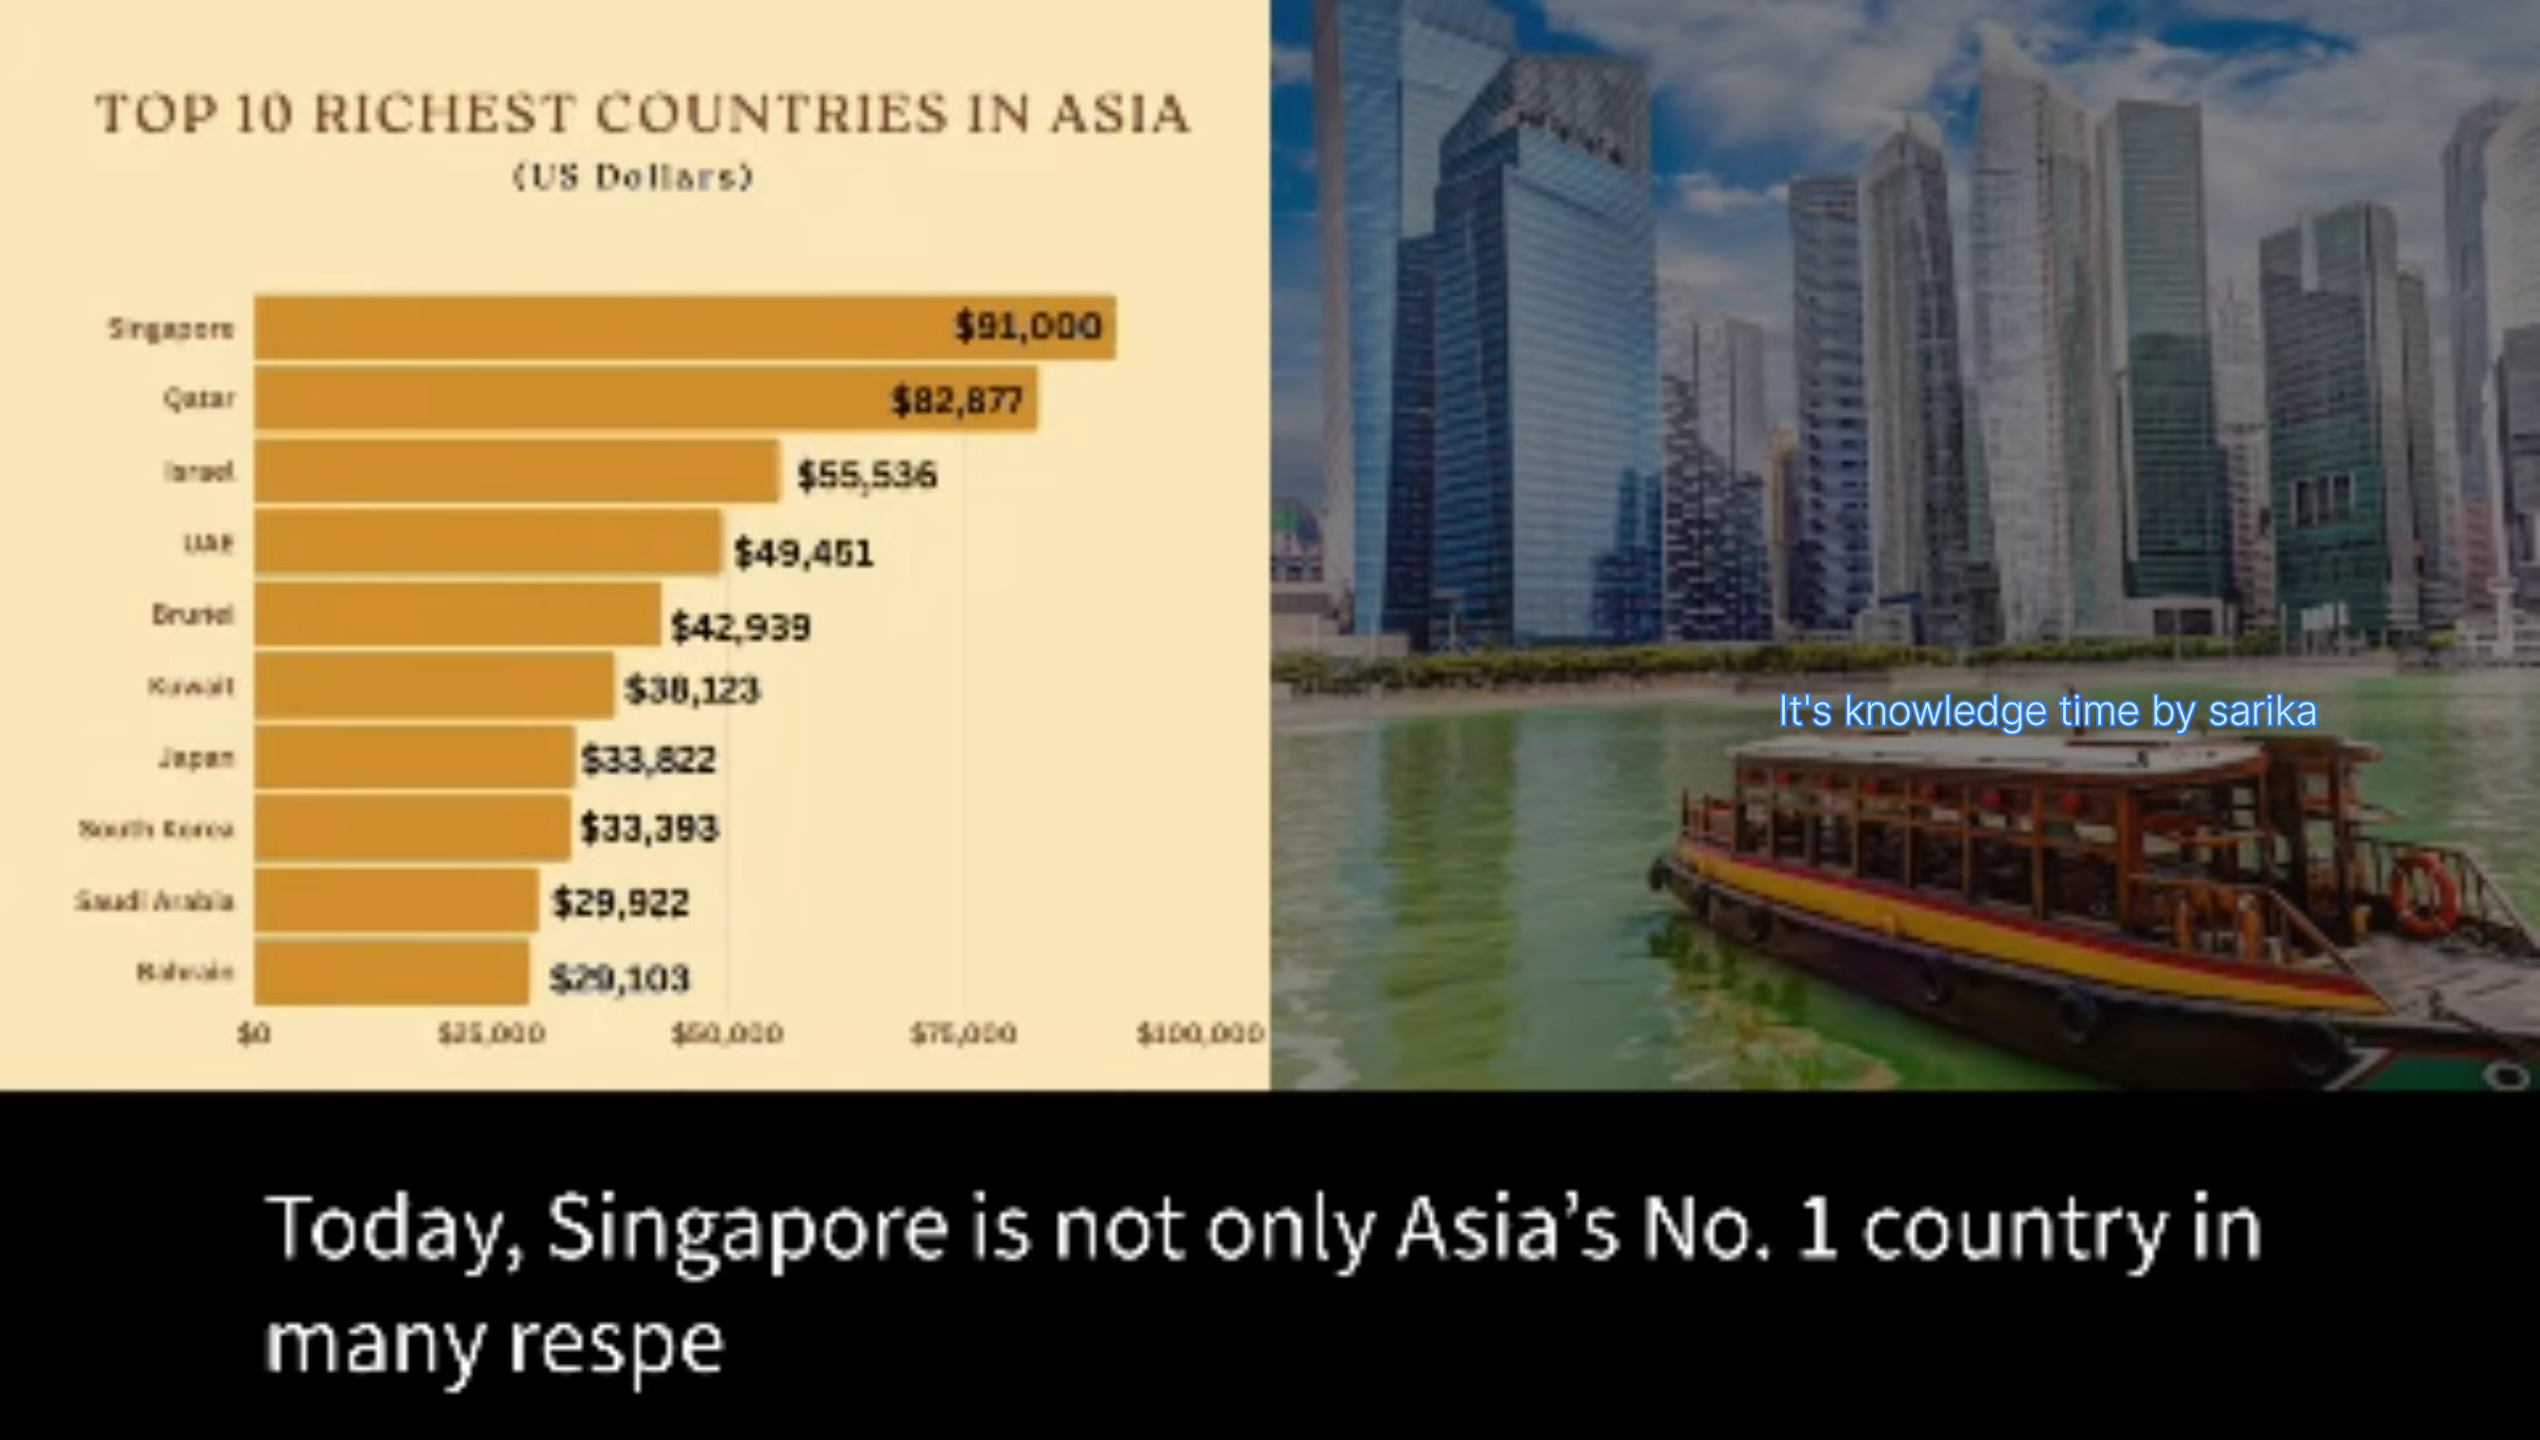 TOP 10 RICHEST COUNTRIES IN ASIA
(US Dollars)
Singapore $91,000
Qatar $82,877
Israel $55,536
UAE $49,451
Brunei $42,939
Kuwait $38,123
Japan $33,822
South Korea $33,393
Saudi Arabia $29,922
Bahrain $29,103
$0 $25,000 $50,000 $75,000 $100,000
It's knowledge time by sarika
Today, Singapore is not only Asia’s No. 1 country in
many respe